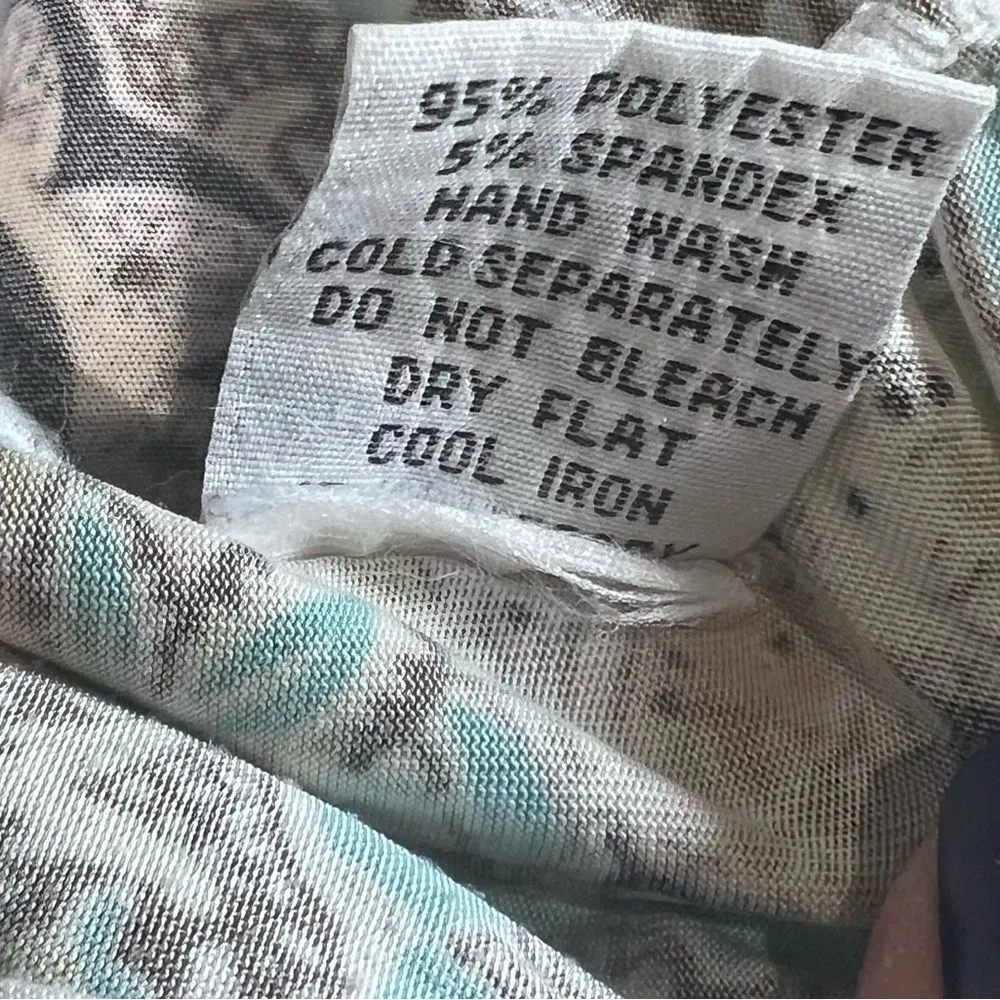 95% POLYESTER
5% SPANDEX
HAND WASH
COLD SEPARATELY
DO NOT BLEACH
DRY FLAT
COOL IRON